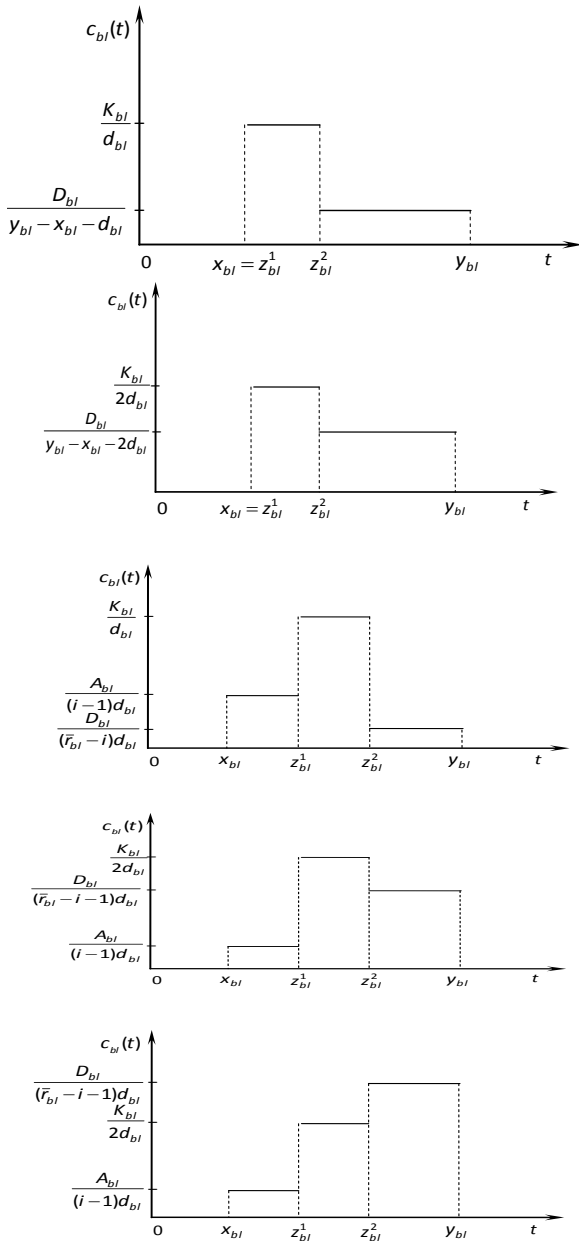 c_{bl}(t)
K_{bl}
d_{bl}
D_{bl}
y_{bl} − x_{bl} − d_{bl}
0 x_{bl} = z^1_{bl} z^2_{bl} y_{bl} t
c_{bl}(t)
K_{bl}
2d_{bl}
D_{bl}
y_{bl} − x_{bl} − 2d_{bl}
0 x_{bl} = z^1_{bl} z^2_{bl} y_{bl} t
c_{bl}(t)
K_{bl}
d_{bl}
A_{bl}
(i−1)d_{bl}
D_{bl}
(r̄_{bl} − i)d_{bl}
0 x_{bl} z^1_{bl} z^2_{bl} y_{bl} t
c_{bl}(t)
K_{bl}
2d_{bl}
D_{bl}
(r̄_{bl} − i −1)d_{bl}
A_{bl}
(i−1)d_{bl}
0 x_{bl} z^1_{bl} z^2_{bl} y_{bl} t
c_{bl}(t)
D_{bl}
(r̄_{bl} − i −1)d_{bl}
K_{bl}
2d_{bl}
A_{bl}
(i−1)d_{bl}
0 x_{bl} z^1_{bl} z^2_{bl} y_{bl} t